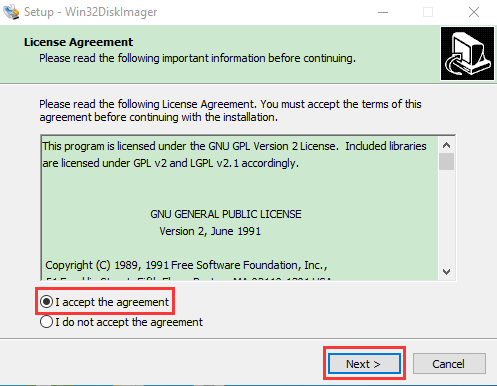 Setup - Win32DiskImager
License Agreement
Please read the following important information before continuing.
Please read the following License Agreement. You must accept the terms of this
agreement before continuing with the installation.
This program is licensed under the GNU GPL Version 2 License. Included libraries
are licensed under GPL v2 and LGPL v2.1 accordingly.
GNU GENERAL PUBLIC LICENSE
Version 2, June 1991
Copyright (C) 1989, 1991 Free Software Foundation, Inc.,
I accept the agreement
I do not accept the agreement
Next >
Cancel